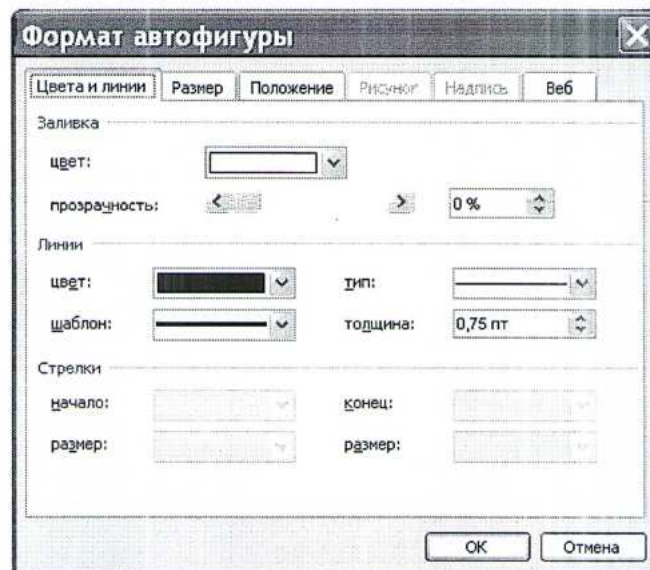 Формат автофигуры
Цвета и линии Размер Положение Рисунок Надпись Веб
Заливка
цвет:
прозрачность: 0 %
Линии
цвет: тип:
шаблон: толщина: 0,75 пт
Стрелки
начало: конец:
размер: размер:
ОК Отмена